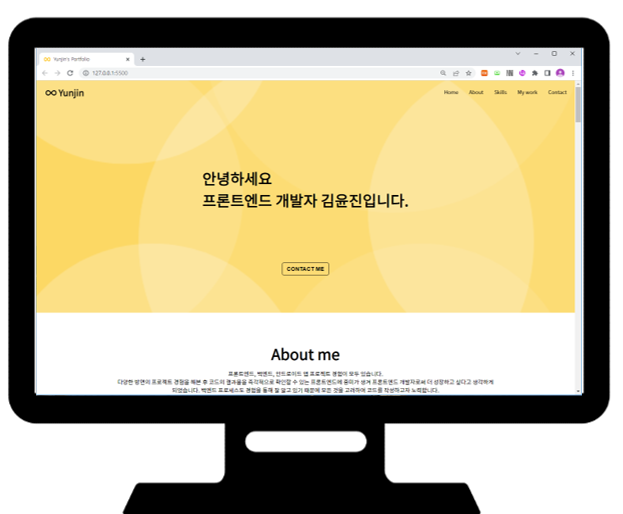 Yunjin's Portfolio
127.0.0.1:5500
Yunjin
Home About Skills My work Contact
안녕하세요
프론트엔드 개발자 김윤진입니다.
CONTACT ME
About me
프론트엔드, 백엔드, 안드로이드 앱 프로젝트 경험이 모두 있습니다.
다양한 방면의 프로젝트 경험을 해본 후 코드의 결과물을 즉각적으로 확인할 수 있는 프론트엔드에 흥미가 생겨 프론트엔드 개발자로써 더 성장하고 싶다고 생각하게
되었습니다. 백엔드 프로세스도 경험을 통해 잘 알고 있기 때문에 모든 것을 고려하여 코드를 작성하고자 노력합니다.